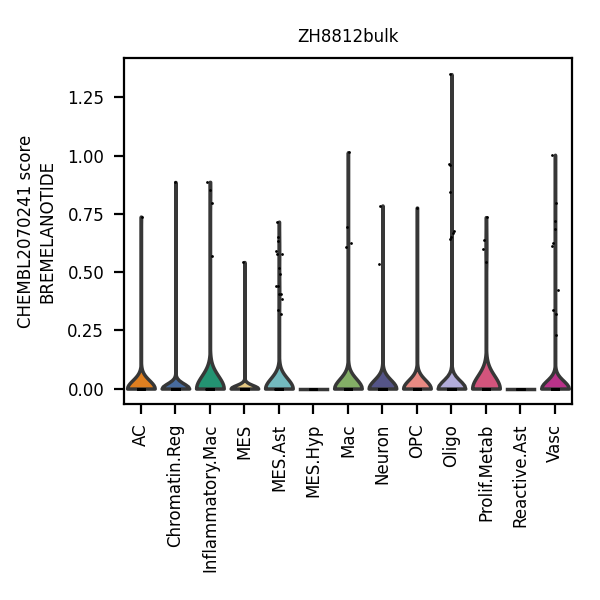 ZH8812bulk
CHEMBL2070241 score
BREMELANOTIDE
1.25
1.00
0.75
0.50
0.25
0.00
AC
Chromatin.Reg
Inflammatory.Mac
MES
MES.Ast
MES.Hyp
Mac
Neuron
OPC
Oligo
Prolif.Metab
Reactive.Ast
Vasc